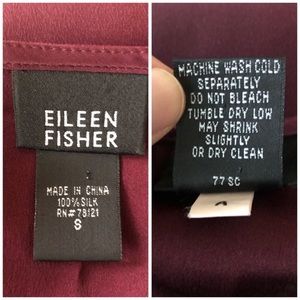 EILEEN
FISHER
MADE IN CHINA
100% SILK
RN#78121
S
MACHINE WASH COLD
SEPARATELY
DO NOT BLEACH
TUMBLE DRY LOW
MAY SHRINK
SLIGHTLY
OR DRY CLEAN
77 SC